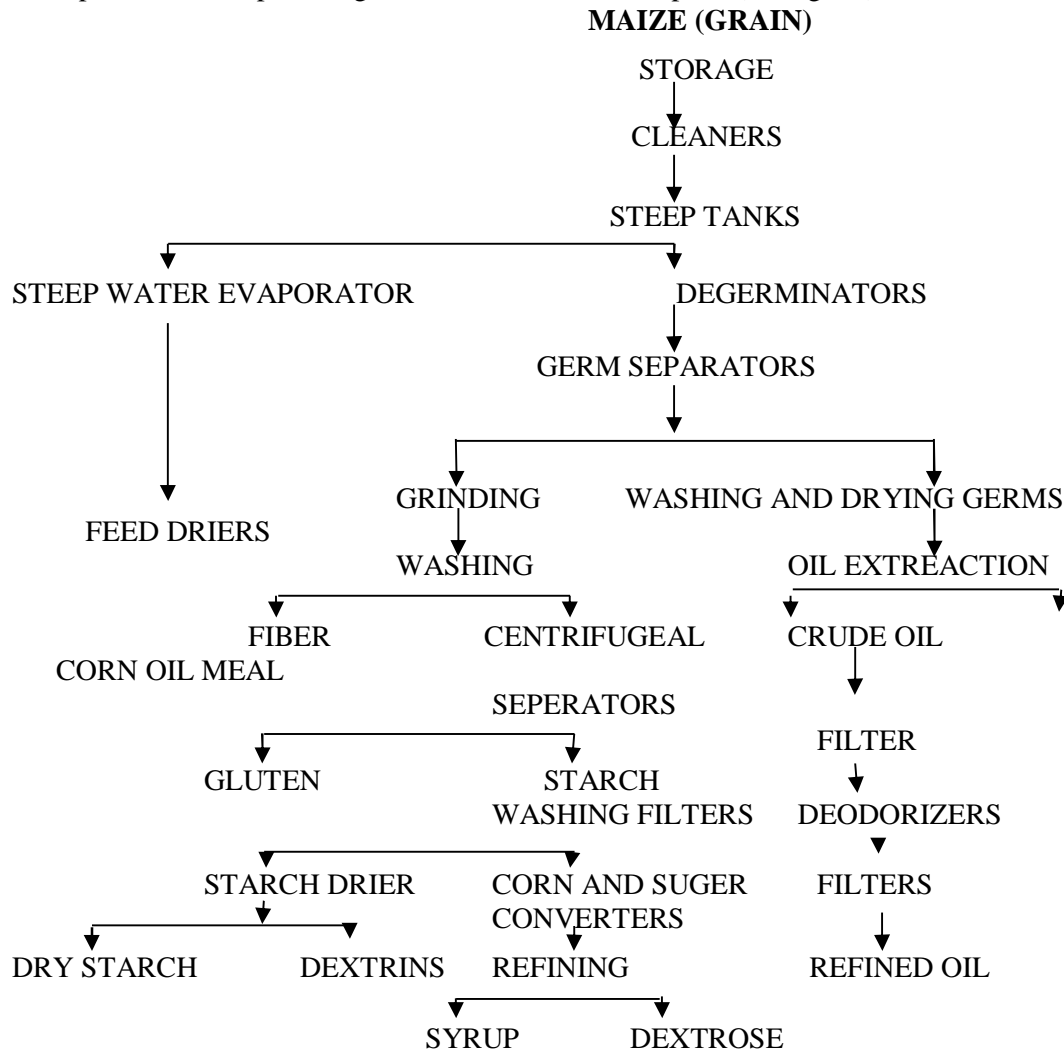 MAIZE (GRAIN)
STORAGE
CLEANERS
STEEP TANKS
STEEP WATER EVAPORATOR DEGERMINATORS
GERM SEPARATORS
GRINDING WASHING AND DRYING GERMS
FEED DRIERS
WASHING OIL EXTREACTION
FIBER CENTRIFUGEAL CRUDE OIL
CORN OIL MEAL
SEPERATORS
FILTER
GLUTEN STARCH
WASHING FILTERS DEODORIZERS
STARCH DRIER CORN AND SUGER FILTERS
CONVERTERS
DRY STARCH DEXTRINS REFINING REFINED OIL
SYRUP DEXTROSE